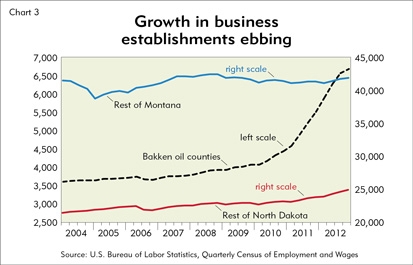 Chart 3
Growth in business
establishments ebbing
7,000
6,500
6,000
5,500
5,000
4,500
4,000
3,500
3,000
2,500
45,000
40,000
35,000
30,000
25,000
20,000
right scale
Rest of Montana
left scale
Bakken oil counties
right scale
Rest of North Dakota
2004 2005 2006 2007 2008 2009 2010 2011 2012
Source: U.S. Bureau of Labor Statistics, Quarterly Census of Employment and Wages